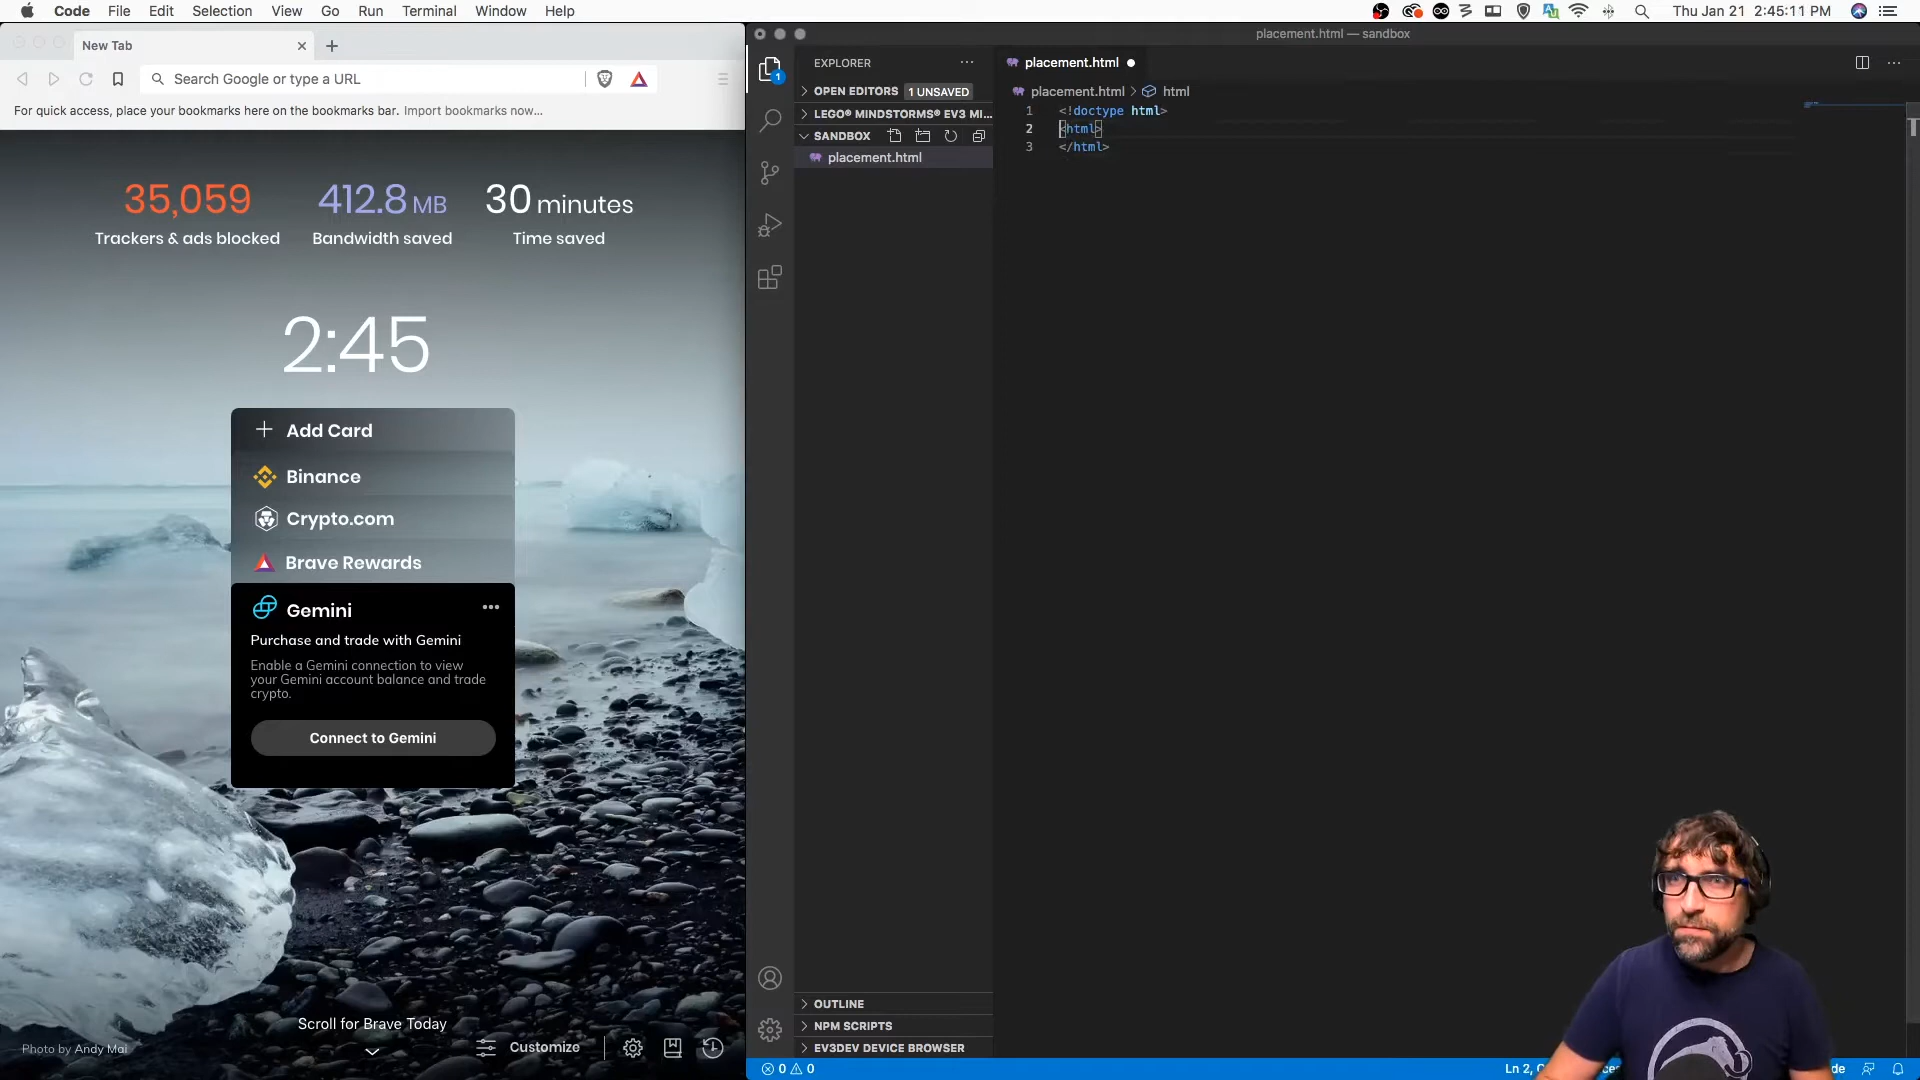 Code File Edit Selection View Go Run Terminal Window Help
Thu Jan 21 2:45:11 PM
New Tab
Search Google or type a URL
For quick access, place your bookmarks here on the bookmarks bar. Import bookmarks now...
35,059
Trackers & ads blocked
412.8 MB
Bandwidth saved
30 minutes
Time saved
2:45
Add Card
Binance
Crypto.com
Brave Rewards
Gemini
Purchase and trade with Gemini
Enable a Gemini connection to view
your Gemini account balance and trade
crypto.
Connect to Gemini
Scroll for Brave Today
Photo by Andy Mai
Customize
placement.html — sandbox
EXPLORER
OPEN EDITORS 1 UNSAVED
LEGO® MINDSTORMS® EV3 MI...
SANDBOX
placement.html
OUTLINE
NPM SCRIPTS
EV3DEV DEVICE BROWSER
1
placement.html
placement.html > html
1 <!doctype html>
2 <html>
3 </html>
0 0
Ln 2,